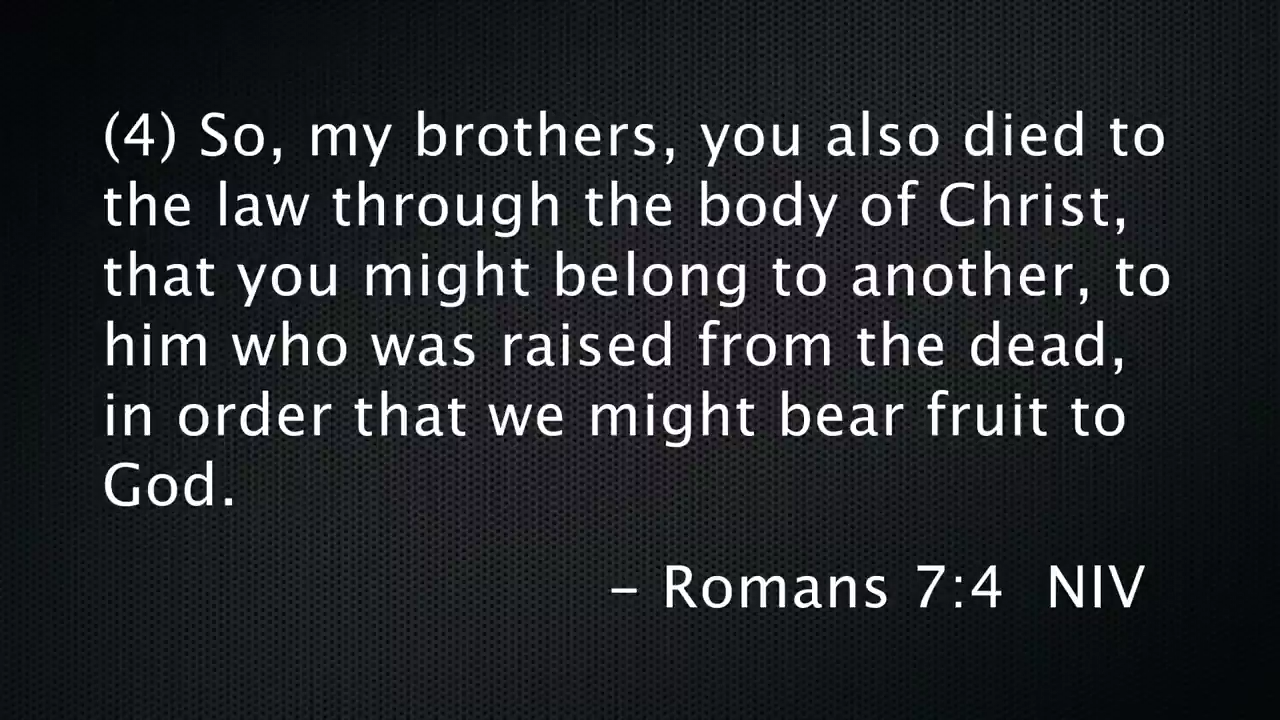 (4) So, my brothers, you also died to
the law through the body of Christ,
that you might belong to another, to
him who was raised from the dead,
in order that we might bear fruit to
God.
– Romans 7:4  NIV